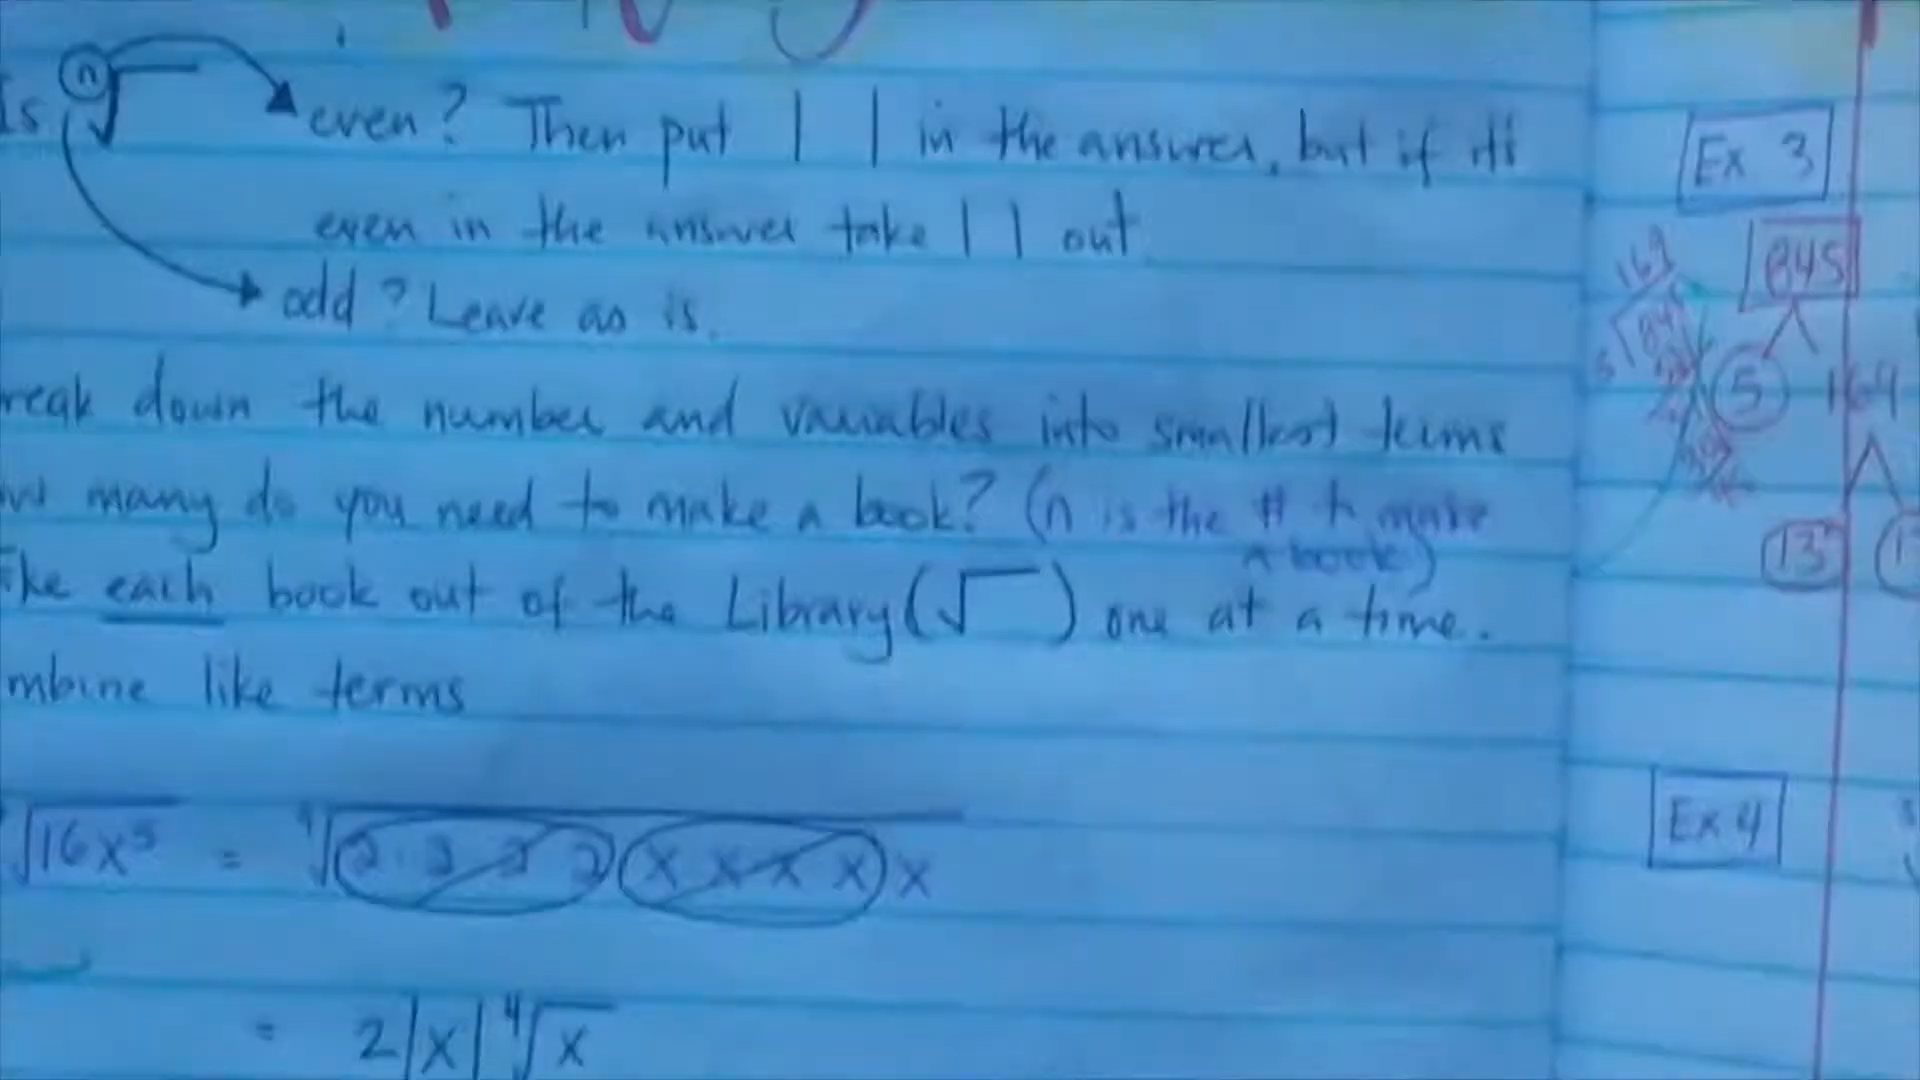 is n√ even? Then put | | in the answer, but if it's
even in the answer take | | out
odd? Leave as is.
reak down the number and variables into smallest terms
many do you need to make a book? (n is the # to make
a book)
ke each book out of the Library (√ ) one at a time.
mbine like terms
√16x⁵ = ⁴√2·2 2 2 x x x x x
= 2|x| ⁴√x
Ex 3
845
169
5 169
13
Ex 4